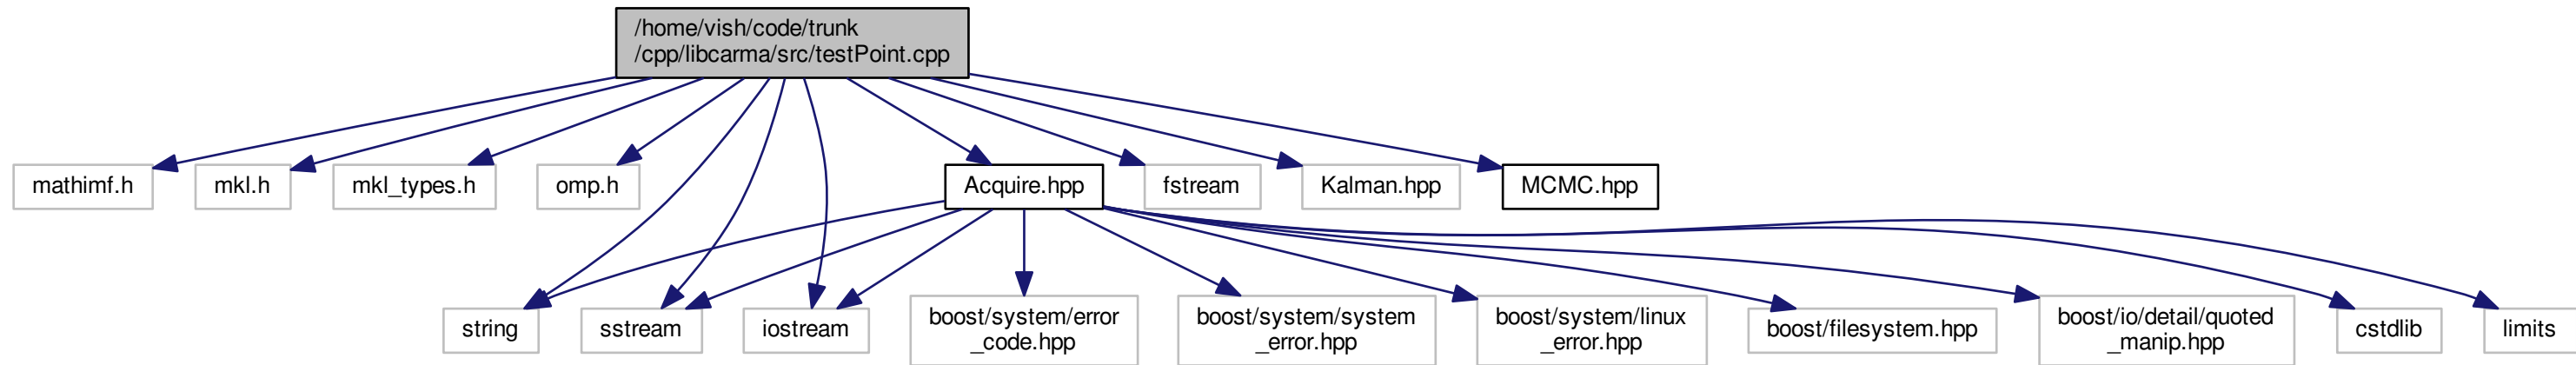 /home/vish/code/trunk
/cpp/libcarma/src/testPoint.cpp
mathimf.h
mkl.h
mkl_types.h
omp.h
Acquire.hpp
fstream
Kalman.hpp
MCMC.hpp
string
sstream
iostream
boost/system/error
_code.hpp
boost/system/system
_error.hpp
boost/system/linux
_error.hpp
boost/filesystem.hpp
boost/io/detail/quoted
_manip.hpp
cstdlib
limits